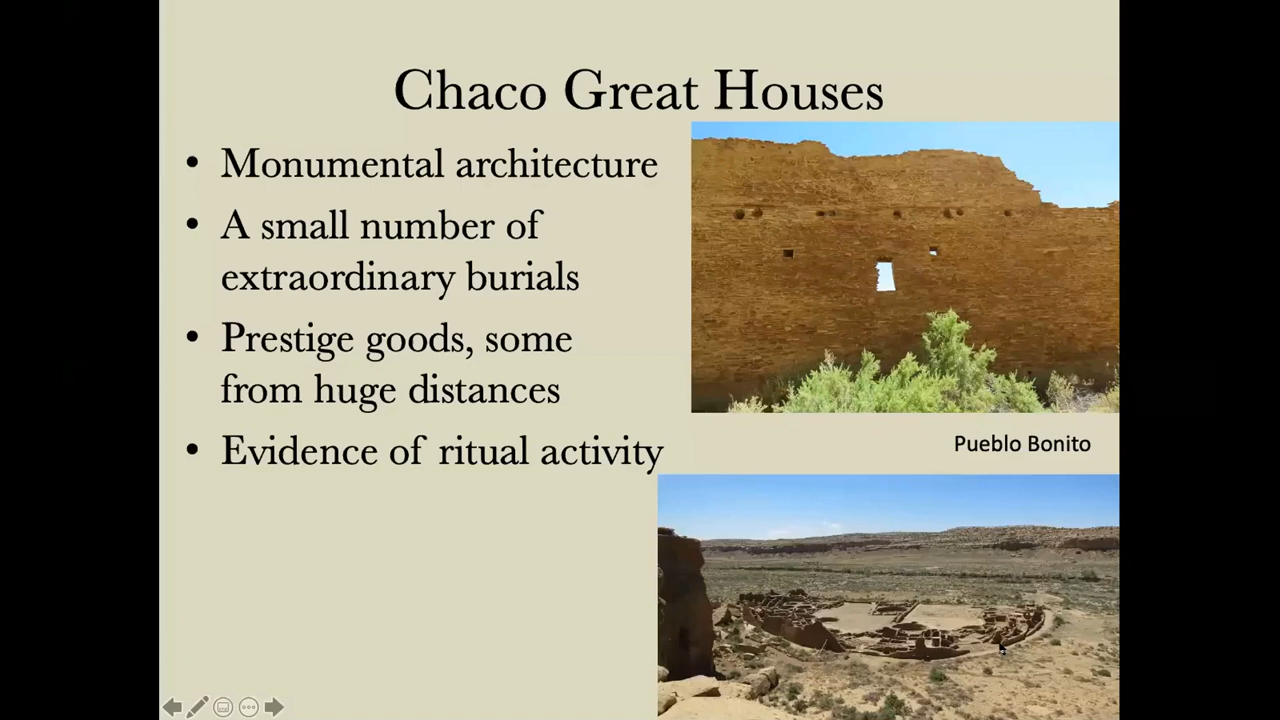 Chaco Great Houses
• Monumental architecture
• A small number of
extraordinary burials
• Prestige goods, some
from huge distances
• Evidence of ritual activity
Pueblo Bonito